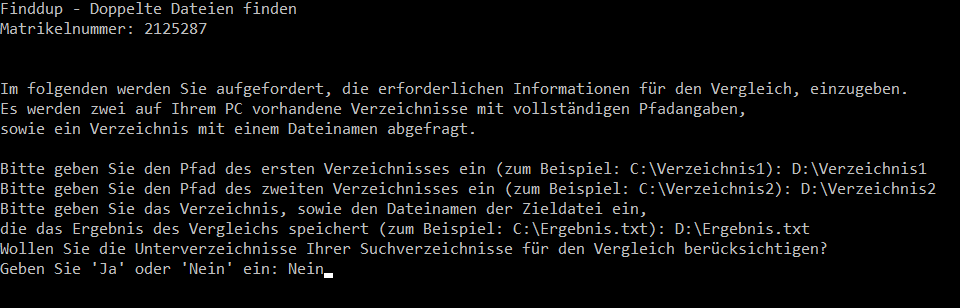 Finddup - Doppelte Dateien finden
Matrikelnummer: 2125287
Im folgenden werden Sie aufgefordert, die erforderlichen Informationen für den Vergleich, einzugeben.
Es werden zwei auf Ihrem PC vorhandene Verzeichnisse mit vollständigen Pfadangaben,
sowie ein Verzeichnis mit einem Dateinamen abgefragt.
Bitte geben Sie den Pfad des ersten Verzeichnisses ein (zum Beispiel: C:\Verzeichnis1): D:\Verzeichnis1
Bitte geben Sie den Pfad des zweiten Verzeichnisses ein (zum Beispiel: C:\Verzeichnis2): D:\Verzeichnis2
Bitte geben Sie das Verzeichnis, sowie den Dateinamen der Zieldatei ein,
die das Ergebnis des Vergleichs speichert (zum Beispiel: C:\Ergebnis.txt): D:\Ergebnis.txt
Wollen Sie die Unterverzeichnisse Ihrer Suchverzeichnisse für den Vergleich berücksichtigen?
Geben Sie 'Ja' oder 'Nein' ein: Nein